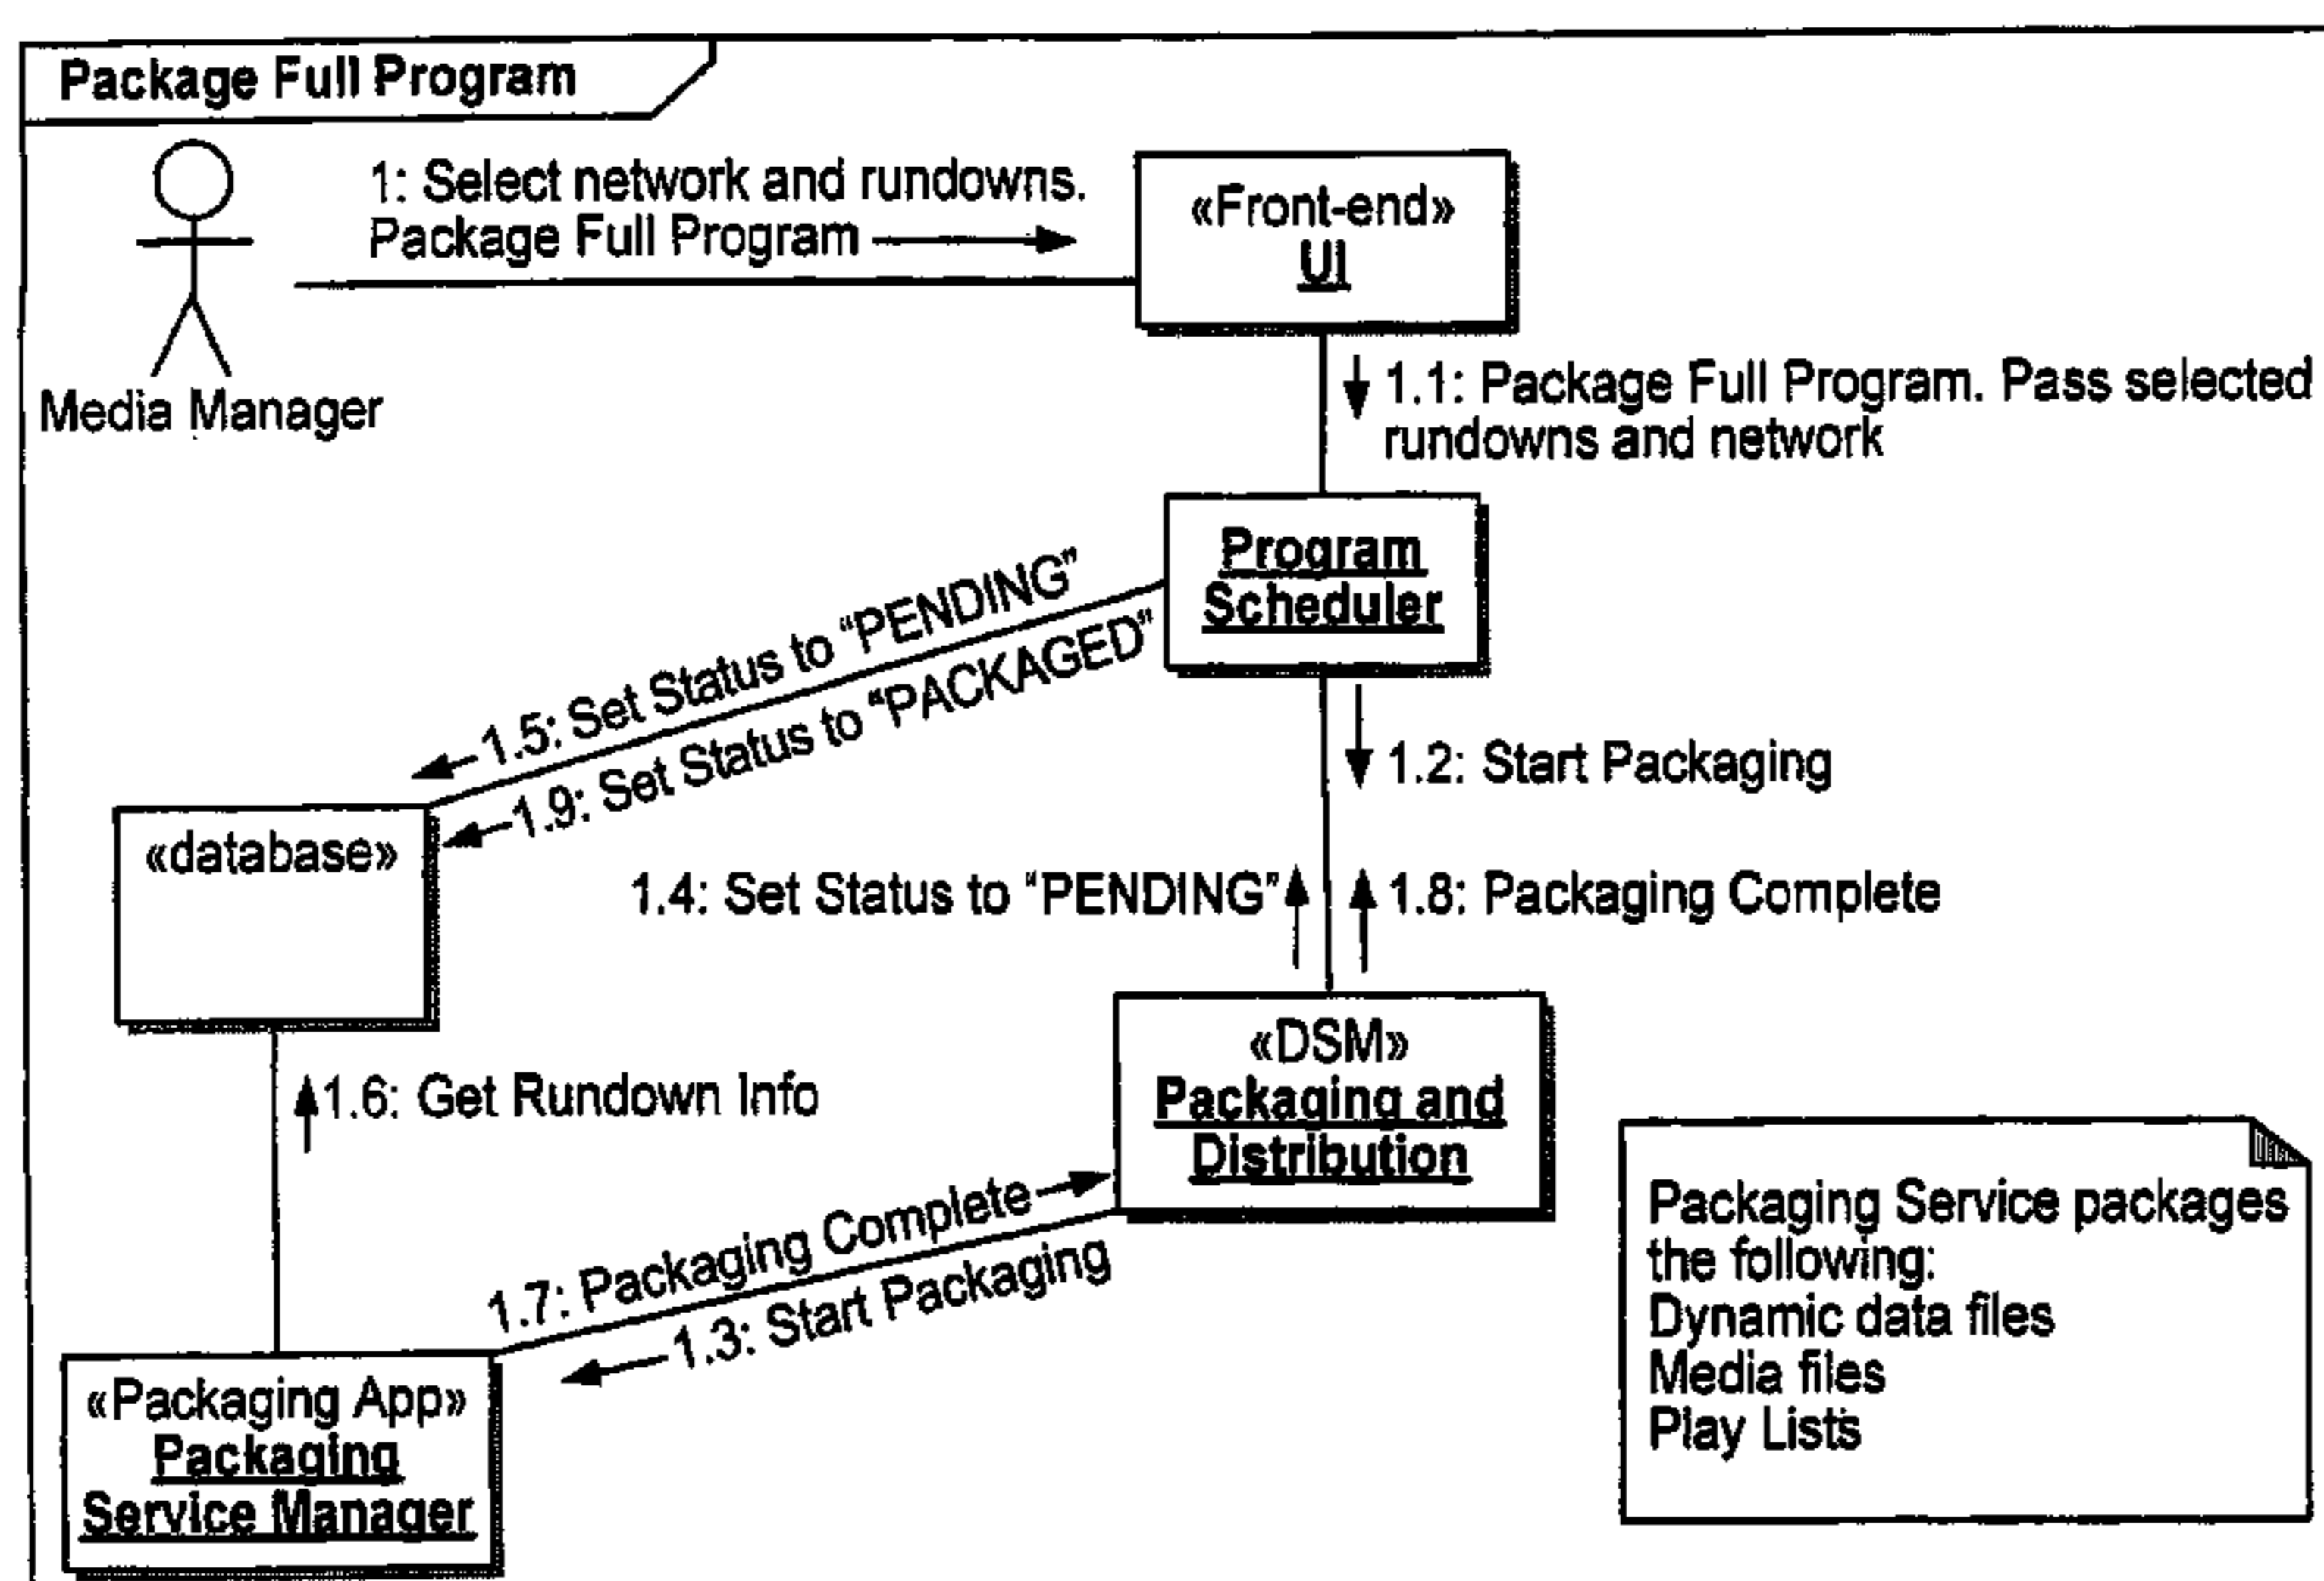 Package Full Program
1: Select network and rundowns.
Package Full Program
«Front-end»
UI
Media Manager
1.1: Package Full Program. Pass selected
rundowns and network
Program
Scheduler
1.5: Set Status to “PENDING”
1.9: Set Status to “PACKAGED”
1.2: Start Packaging
«database»
1.4: Set Status to “PENDING”
1.8: Packaging Complete
«DSM»
Packaging and
Distribution
1.6: Get Rundown Info
1.7: Packaging Complete
1.3: Start Packaging
Packaging Service packages
the following:
Dynamic data files
Media files
Play Lists
«Packaging App»
Packaging
Service Manager